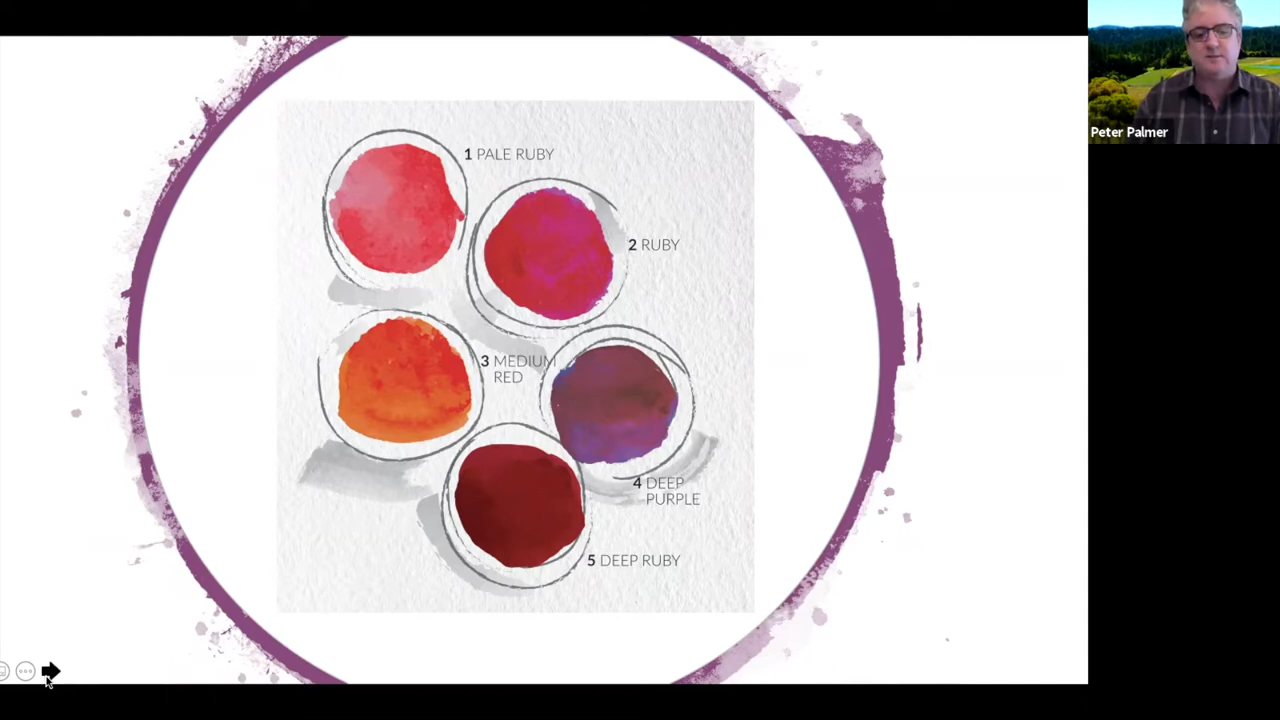 1 PALE RUBY
2 RUBY
3 MEDIUM
RED
4 DEEP
PURPLE
5 DEEP RUBY
Peter Palmer